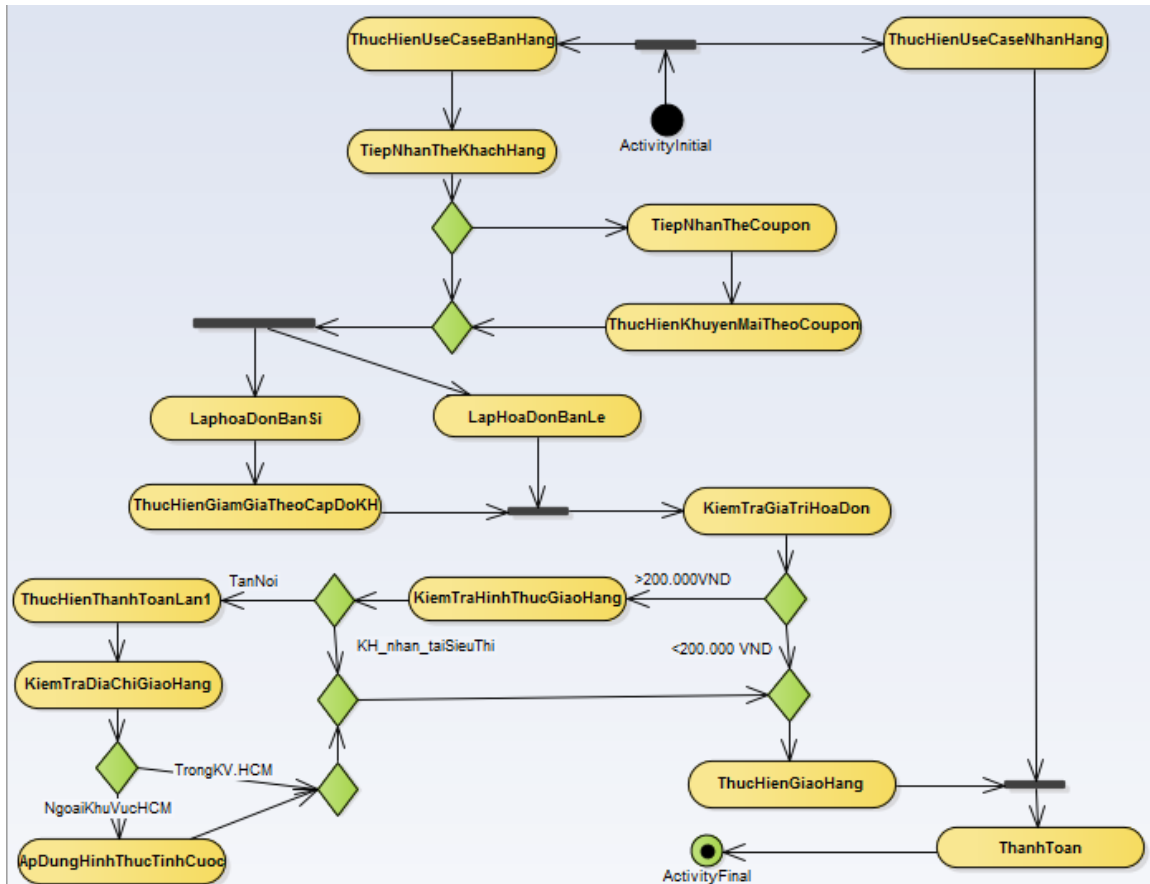 ThucHienUseCaseBanHang
ThucHienUseCaseNhanHang
ActivityInitial
TiepNhanTheKhachHang
TiepNhanTheCoupon
ThucHienKhuyenMaiTheoCoupon
LaphoaDonBanSi
LapHoaDonBanLe
ThucHienGiamGiaTheoCapDoKH
KiemTraGiaTriHoaDon
TanNoi
>200.000VND
ThucHienThanhToanLan1
KiemTraHinhThucGiaoHang
KH_nhan_taiSieuThi
<200.000 VND
KiemTraDiaChiGiaoHang
TrongKV.HCM
ThucHienGiaoHang
NgoaiKhuVucHCM
ApDungHinhThucTinhCuoc
ThanhToan
ActivityFinal